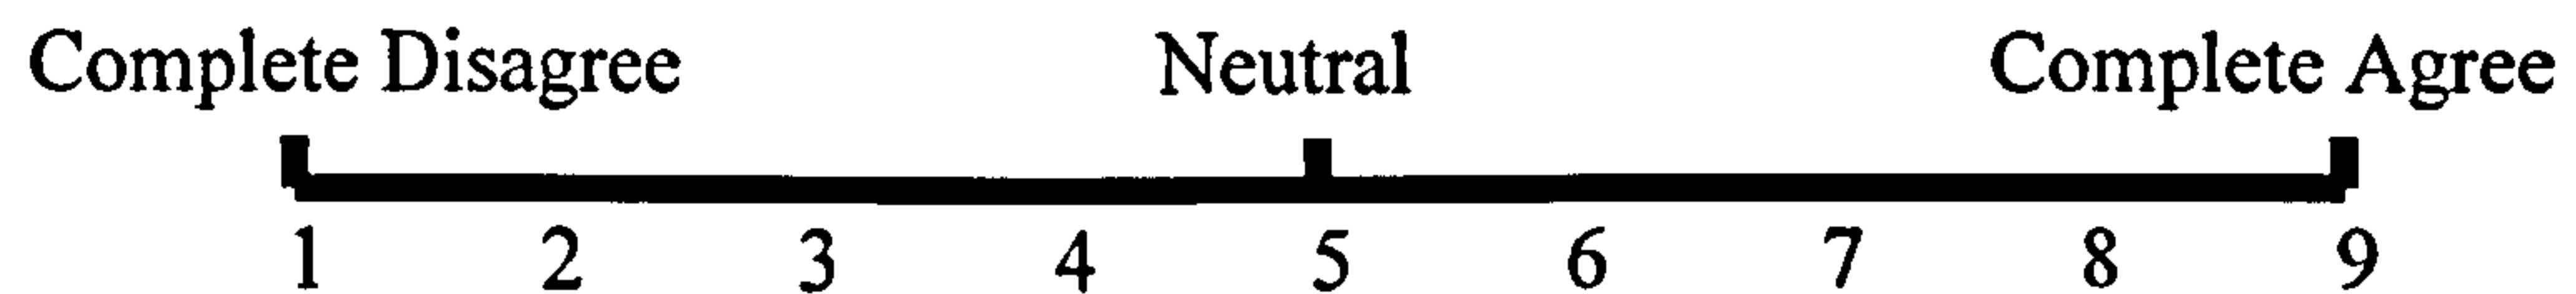 Complete Disagree Neutral Complete Agree
1 2 3 4 5 6 7 8 9